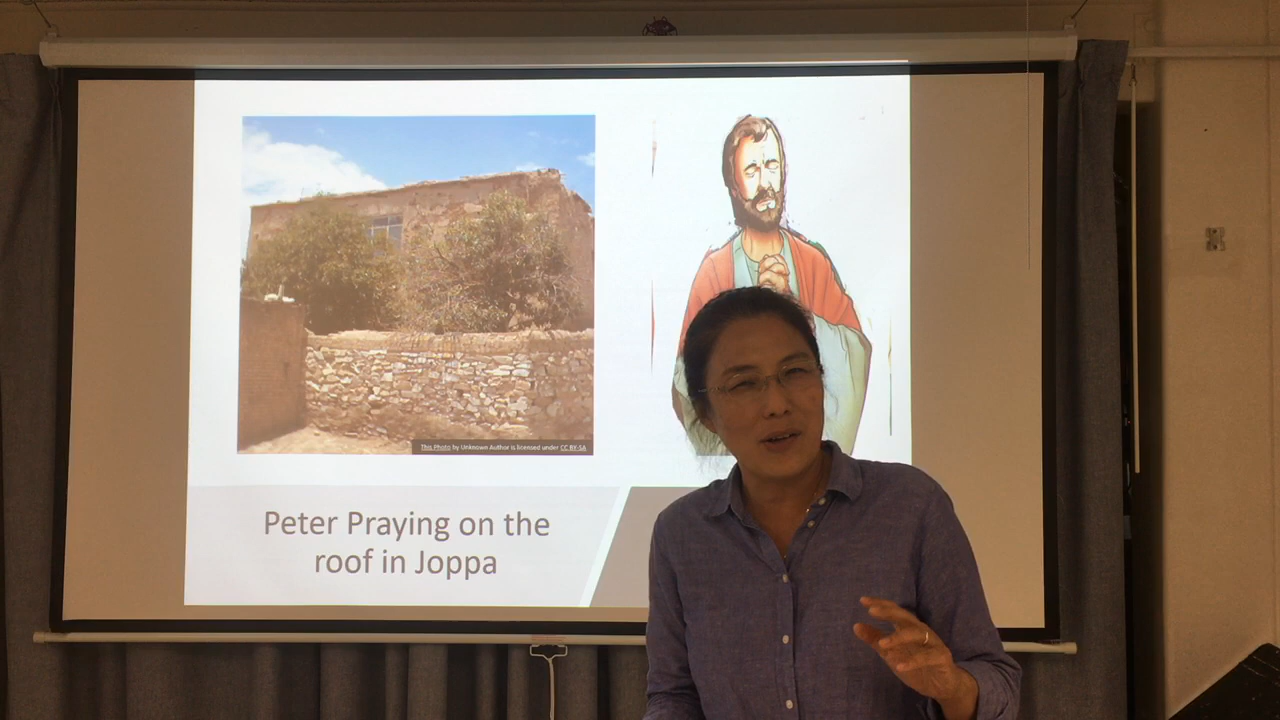 This Photo by Unknown Author is licensed under CC BY-SA
Peter Praying on the
roof in Joppa